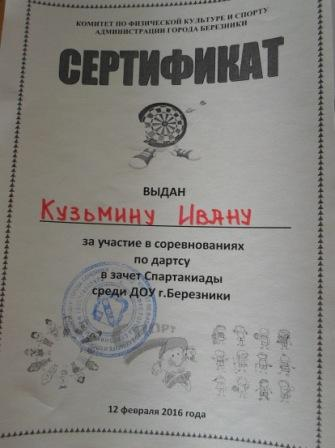 КОМИТЕТ ПО ФИЗИЧЕСКОЙ КУЛЬТУРЕ И СПОРТУ
АДМИНИСТРАЦИИ ГОРОДА БЕРЕЗНИКИ
СЕРТИФИКАТ
ВЫДАН
Кузьмину Ивану
за участие в соревнованиях
по дартсу
в зачет Спартакиады
среди ДОУ г.Березники
СПОРТ
12 февраля 2016 года